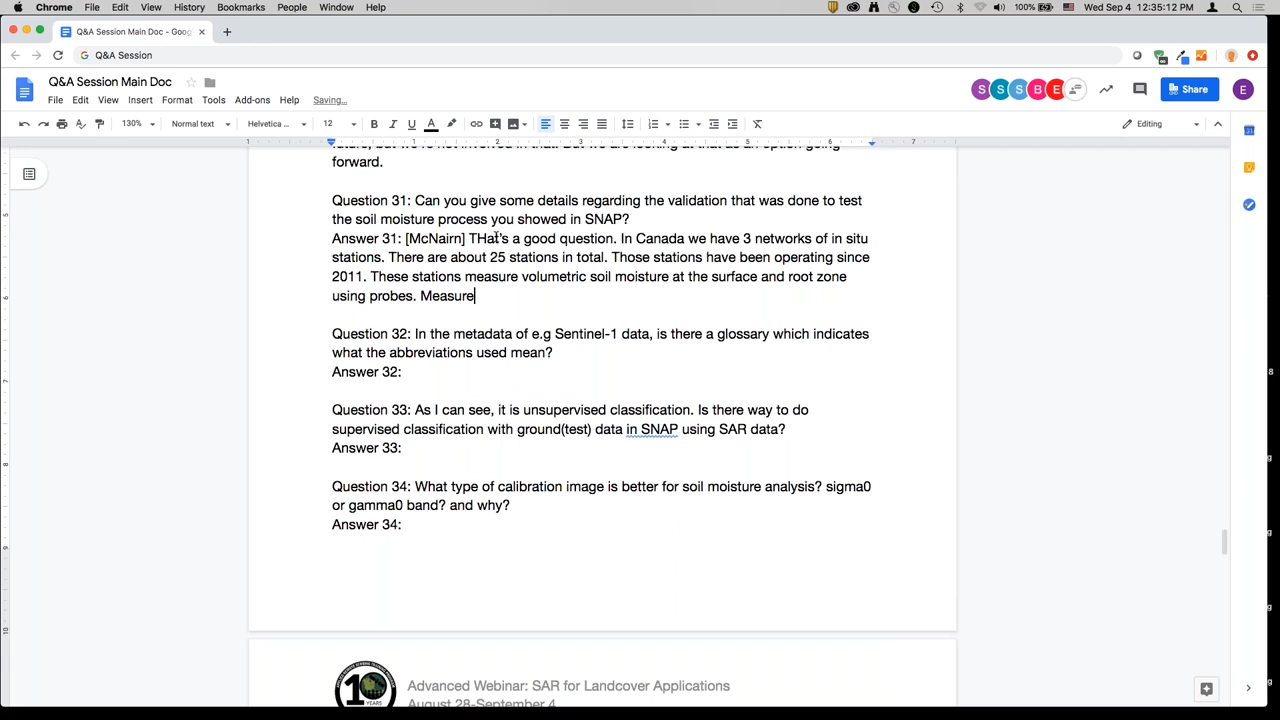 Chrome File Edit View History Bookmarks People Window Help 100% Wed Sep 4 12:35:12 PM
Q&A Session Main Doc - Goog
Q&A Session
Q&A Session Main Doc
S S S B E E
File Edit View Insert Format Tools Add-ons Help Saving...
Share
130% Normal text Helvetica ... 12 B I U A Editing
1 1 2 3 4 5 6 7
forward.
Question 31: Can you give some details regarding the validation that was done to test
the soil moisture process you showed in SNAP?
Answer 31: [McNairn] THat's a good question. In Canada we have 3 networks of in situ
stations. There are about 25 stations in total. Those stations have been operating since
2011. These stations measure volumetric soil moisture at the surface and root zone
using probes. Measure
Question 32: In the metadata of e.g Sentinel-1 data, is there a glossary which indicates
what the abbreviations used mean?
Answer 32:
Question 33: As I can see, it is unsupervised classification. Is there way to do
supervised classification with ground(test) data in SNAP using SAR data?
Answer 33:
Question 34: What type of calibration image is better for soil moisture analysis? sigma0
or gamma0 band? and why?
Answer 34:
10
YEARS
Advanced Webinar: SAR for Landcover Applications
August 28-September 4